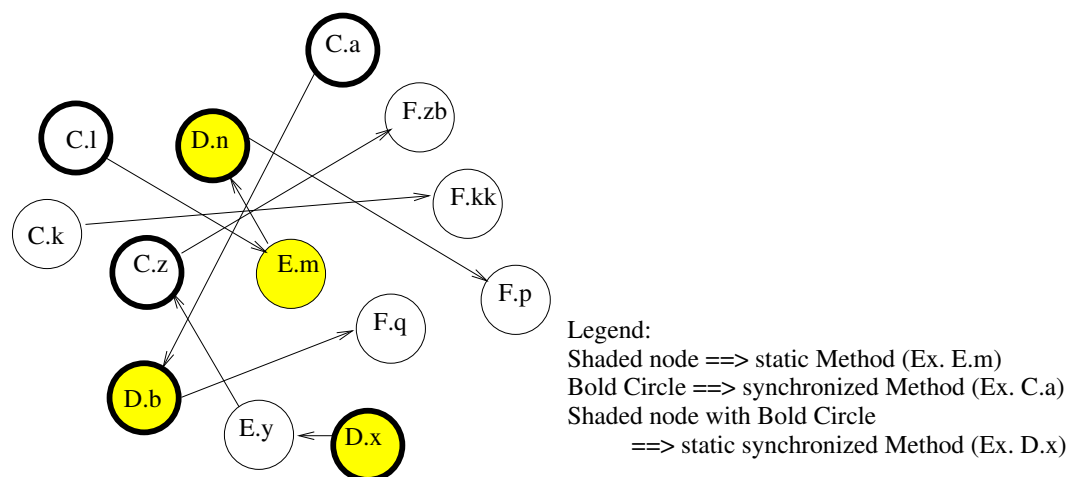 C.a
F.zb
C.l
D.n
F.kk
C.k
C.z
E.m
F.p
F.q
D.b
E.y
D.x
Legend:
Shaded node ==> static Method (Ex. E.m)
Bold Circle ==> synchronized Method (Ex. C.a)
Shaded node with Bold Circle
==> static synchronized Method (Ex. D.x)